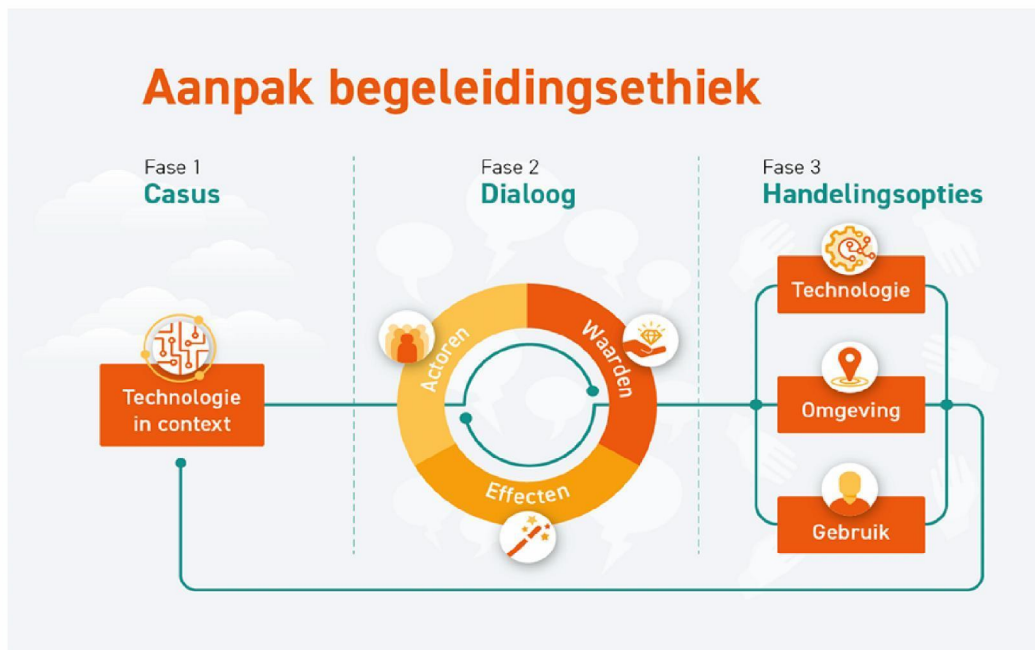 Aanpak begeleidingsethiek
Fase 1
Casus
Technologie
in context
Fase 2
Dialoog
Actoren
Waarden
Effecten
Fase 3
Handelingsopties
Technologie
Omgeving
Gebruik